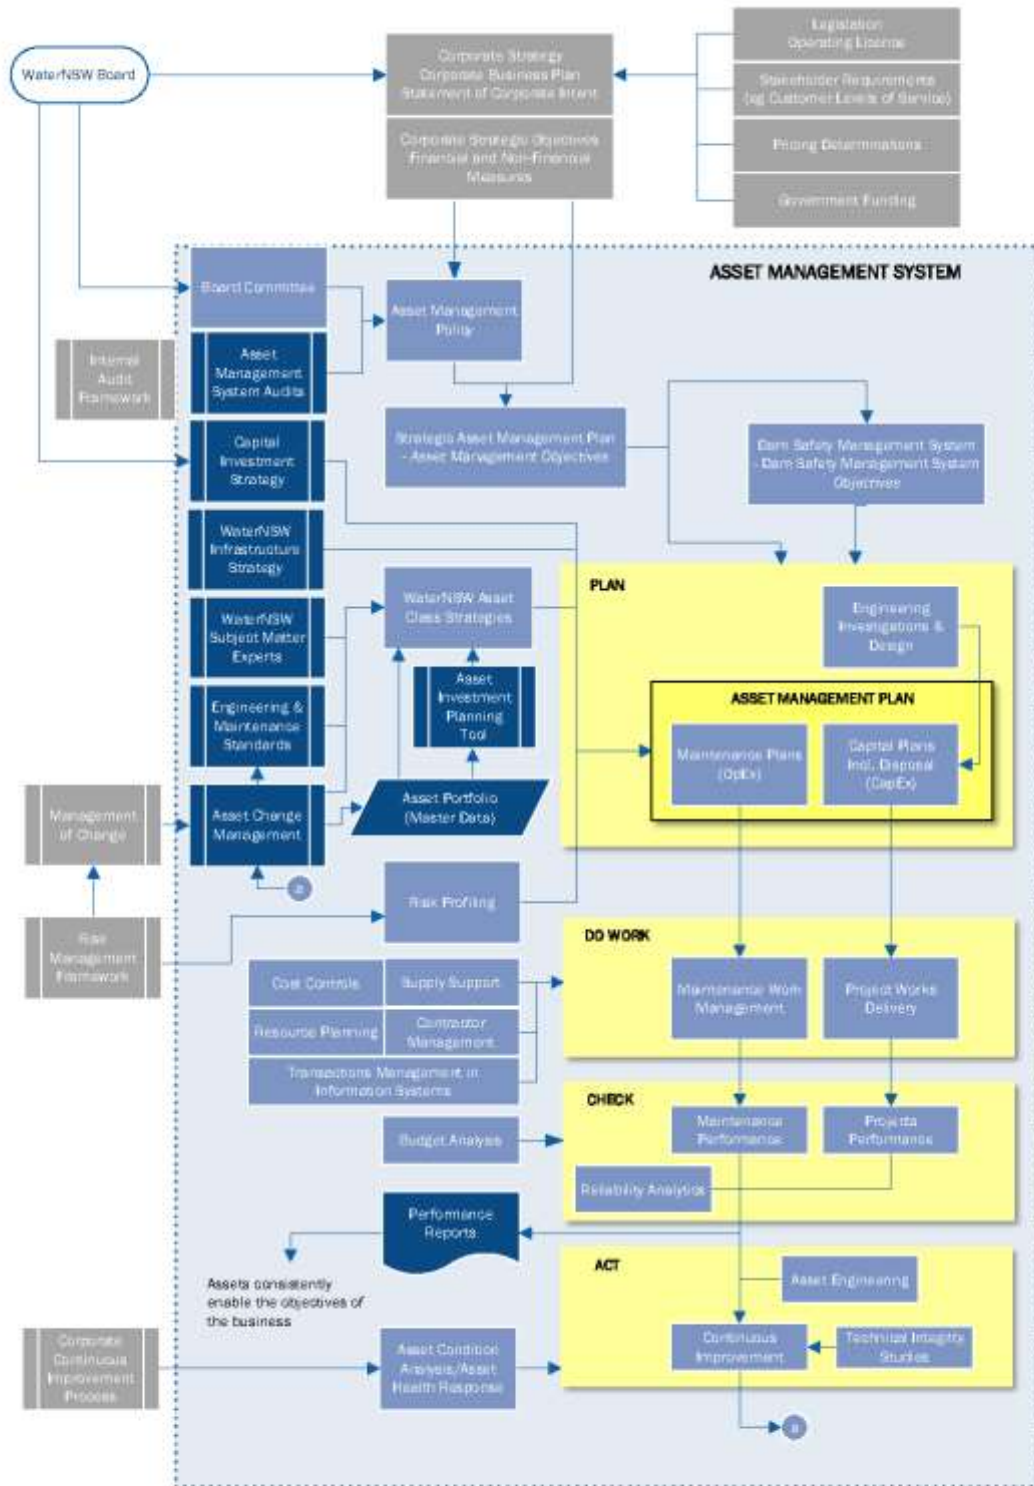 Legislation
Operating Licence
WaterNSW Board
Corporate Strategy
Corporate Business Plan
Statement of Corporate Intent
Stakeholder Requirements
(eg Customer Levels of Service)
Corporate Strategic Objectives
Financial and Non-Financial
Measures
Pricing Determinations
Government Funding
ASSET MANAGEMENT SYSTEM
Board Committee
Asset Management
Policy
Internal
Audit
Framework
Asset
Management
System Audits
Capital
Investment
Strategy
Strategic Asset Management Plan
- Asset Management Objectives
Dam Safety Management System
- Dam Safety Management System
Objectives
WaterNSW
Infrastructure
Strategy
PLAN
WaterNSW Asset
Class Strategies
Engineering
Investigations &
Design
WaterNSW
Subject Matter
Experts
Asset
Investment
Planning
Tool
Engineering &
Maintenance
Standards
ASSET MANAGEMENT PLAN
Maintenance Plans
(OpEx)
Capital Plans
Incl. Disposal
(CapEx)
Management
of Change
Asset Change
Management
Asset Portfolio
(Master Data)
a
Risk Profiling
Risk
Management
Framework
DO WORK
Cost Controls
Supply Support
Maintenance Work
Management
Project Works
Delivery
Resource Planning
Contractor
Management
Transactions Management in
Information Systems
CHECK
Budget Analysis
Maintenance
Performance
Projects
Performance
Reliability Analytics
Performance
Reports
ACT
Asset Engineering
Assets consistently
enable the objectives of
the business
Corporate
Continuous
Improvement
Process
Asset Condition
Analysis/Asset
Health Response
Continuous
Improvement
Technical Integrity
Studies
a